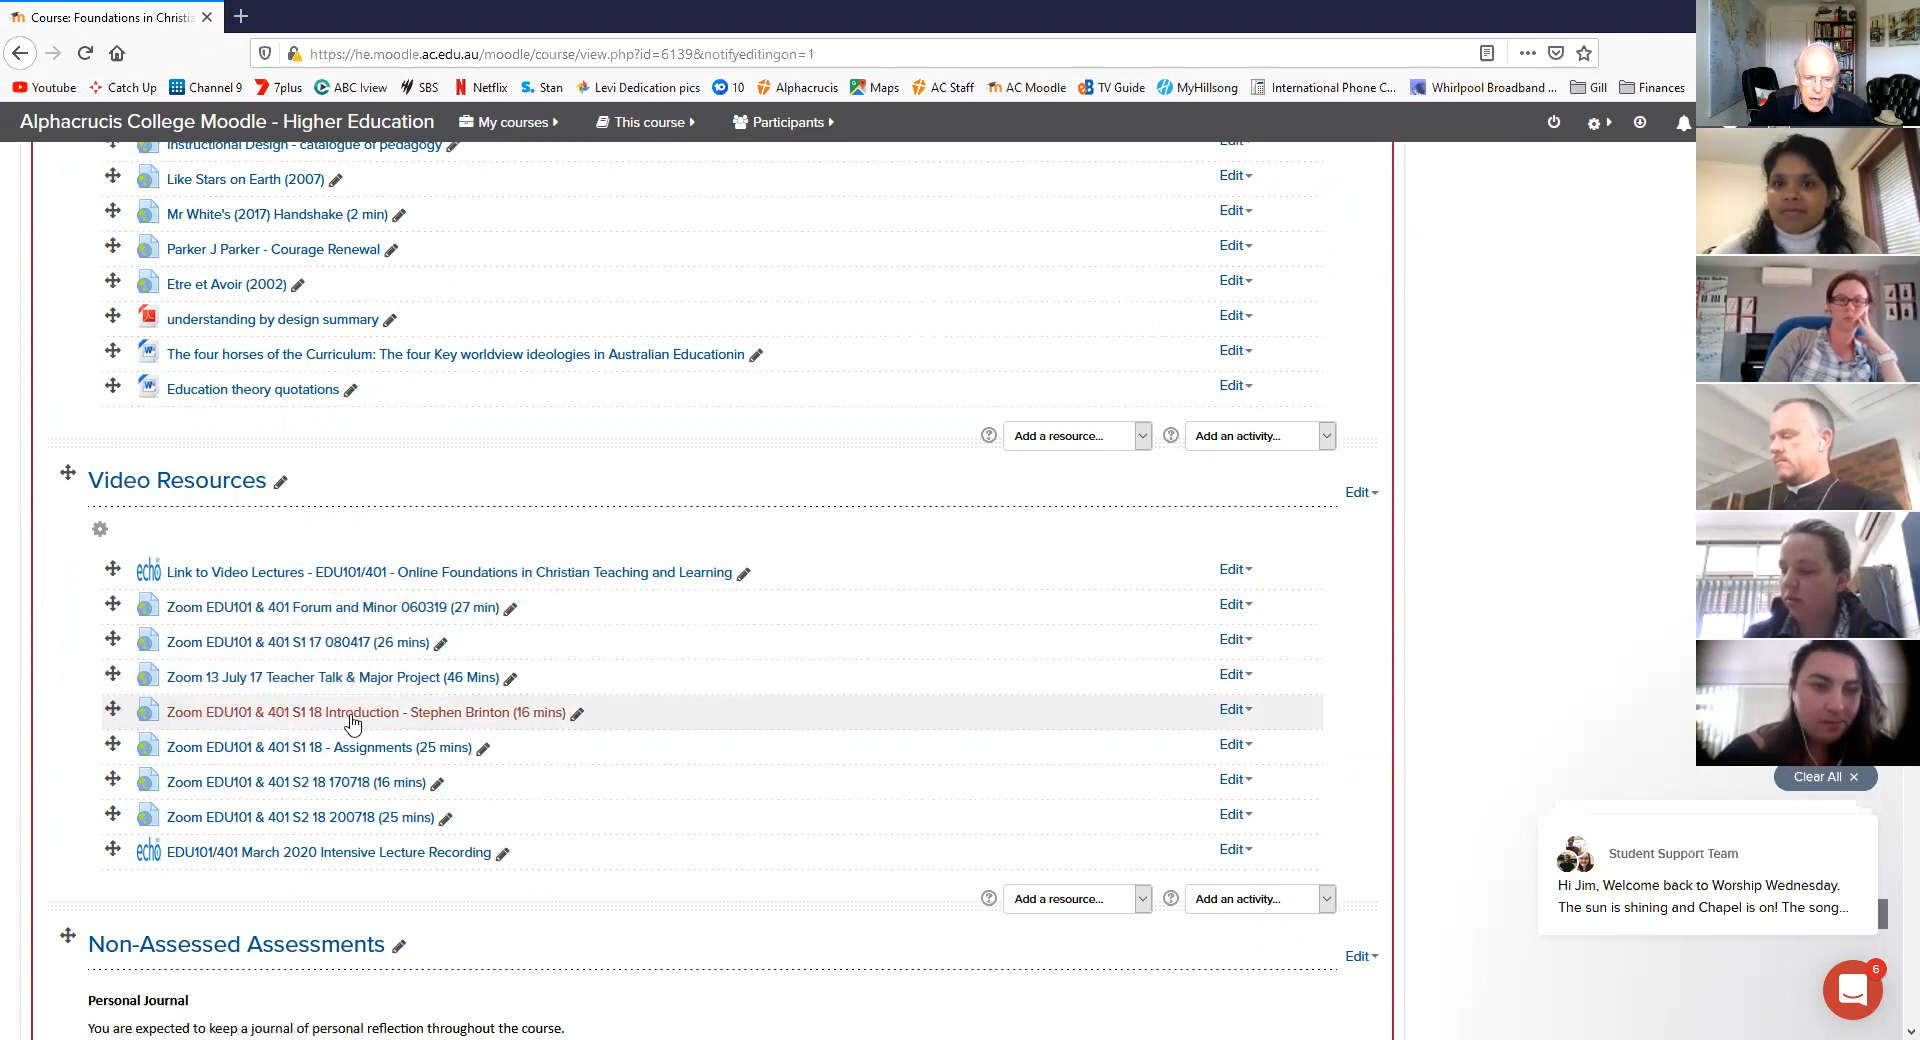 Course: Foundations in Christia
https://he.moodle.ac.edu.au/moodle/course/view.php?id=6139&notifyeditingon=1
Youtube Catch Up Channel 9 7plus ABC Iview SBS Netflix Stan Levi Dedication pics 10 Alphacrucis Maps AC Staff AC Moodle TV Guide MyHillsong International Phone C... Whirlpool Broadband ... Gill Finances
Alphacrucis College Moodle - Higher Education My courses This course Participants
Instructional Design - catalogue of pedagogy Edit
Like Stars on Earth (2007) Edit
Mr White's (2017) Handshake (2 min) Edit
Parker J Parker - Courage Renewal Edit
Etre et Avoir (2002) Edit
understanding by design summary Edit
The four horses of the Curriculum: The four Key worldview ideologies in Australian Educationin Edit
Education theory quotations Edit
Add a resource... Add an activity...
Video Resources Edit
echo Link to Video Lectures - EDU101/401 - Online Foundations in Christian Teaching and Learning Edit
Zoom EDU101 & 401 Forum and Minor 060319 (27 min) Edit
Zoom EDU101 & 401 S1 17 080417 (26 mins) Edit
Zoom 13 July 17 Teacher Talk & Major Project (46 Mins) Edit
Zoom EDU101 & 401 S1 18 Introduction - Stephen Brinton (16 mins) Edit
Zoom EDU101 & 401 S1 18 - Assignments (25 mins) Edit
Zoom EDU101 & 401 S2 18 170718 (16 mins) Edit
Zoom EDU101 & 401 S2 18 200718 (25 mins) Edit
echo EDU101/401 March 2020 Intensive Lecture Recording Edit
Add a resource... Add an activity...
Non-Assessed Assessments Edit
Personal Journal
You are expected to keep a journal of personal reflection throughout the course.
Clear All
Student Support Team
Hi Jim, Welcome back to Worship Wednesday.
The sun is shining and Chapel is on! The song...
6